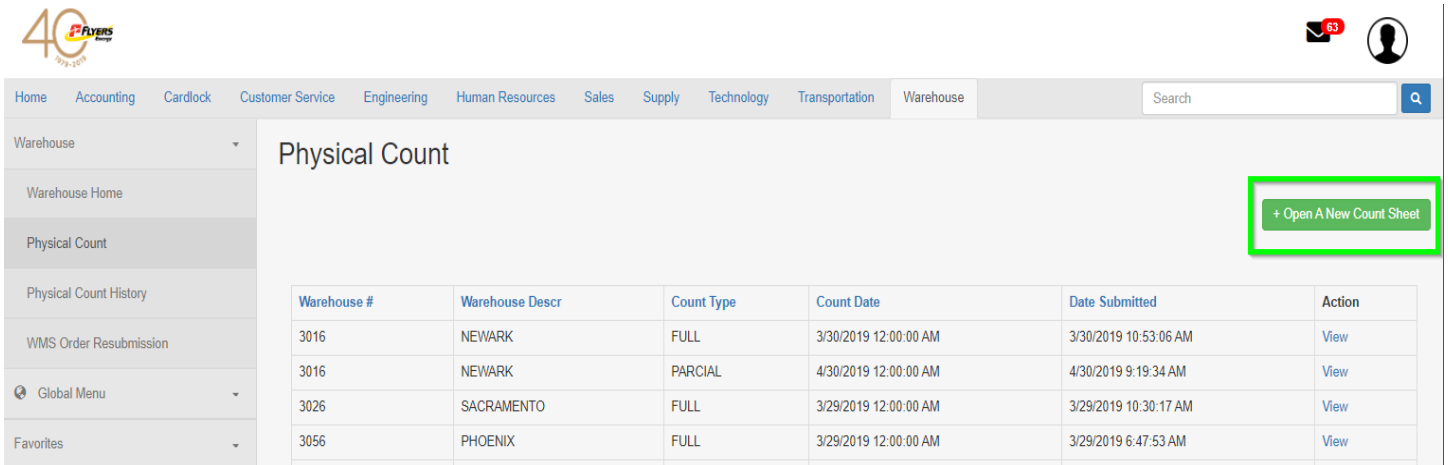 40
FLYERS
Energy
1979-2019
63
Home Accounting Cardlock Customer Service Engineering Human Resources Sales Supply Technology Transportation Warehouse Search
Warehouse
Warehouse Home
Physical Count
Physical Count History
WMS Order Resubmission
Global Menu
Favorites
Physical Count
+ Open A New Count Sheet
Warehouse # Warehouse Descr Count Type Count Date Date Submitted Action
3016 NEWARK FULL 3/30/2019 12:00:00 AM 3/30/2019 10:53:06 AM View
3016 NEWARK PARCIAL 4/30/2019 12:00:00 AM 4/30/2019 9:19:34 AM View
3026 SACRAMENTO FULL 3/29/2019 12:00:00 AM 3/29/2019 10:30:17 AM View
3056 PHOENIX FULL 3/29/2019 12:00:00 AM 3/29/2019 6:47:53 AM View